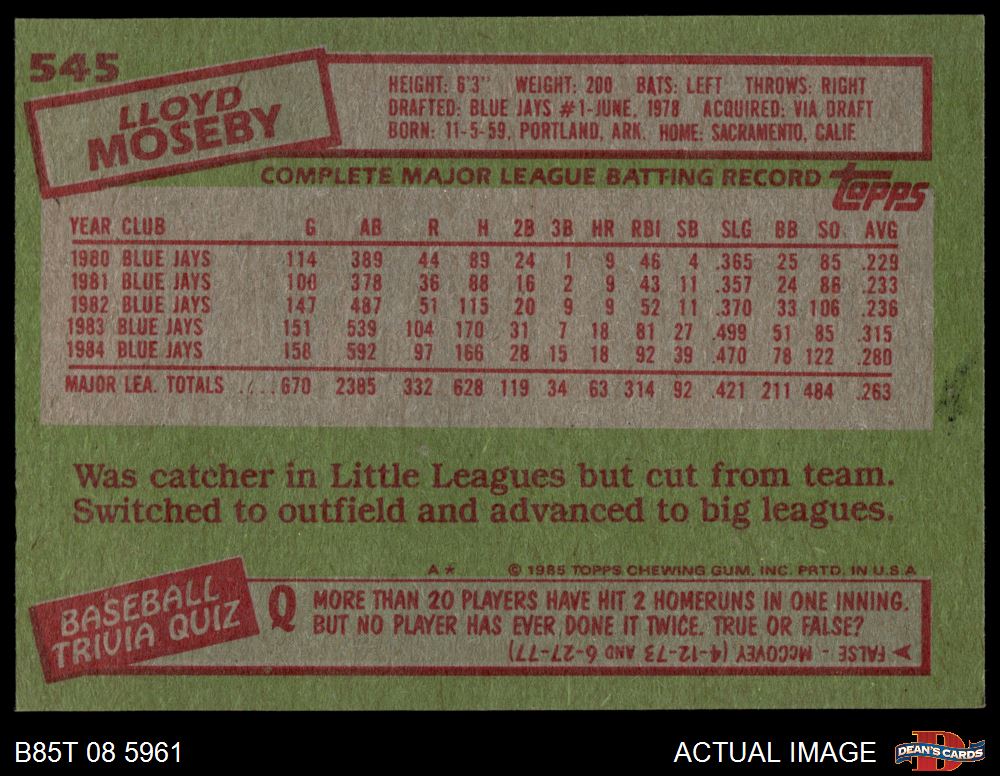 545
LLOYD
MOSEBY
HEIGHT: 6'3" WEIGHT: 200 BATS: LEFT THROWS: RIGHT
DRAFTED: BLUE JAYS #1-JUNE, 1978 ACQUIRED: VIA DRAFT
BORN: 11-5-59, PORTLAND, ARK. HOME: SACRAMENTO, CALIF.
COMPLETE MAJOR LEAGUE BATTING RECORD topps
YEAR CLUB G AB R H 2B 3B HR RBI SB SLG BB SO AVG
1980 BLUE JAYS 114 389 44 89 24 1 9 46 4 .365 25 85 .229
1981 BLUE JAYS 100 378 36 88 16 2 9 43 11 .357 24 86 .233
1982 BLUE JAYS 147 487 51 115 20 9 9 52 11 .370 33 106 .236
1983 BLUE JAYS 151 539 104 170 31 7 18 81 27 .499 51 85 .315
1984 BLUE JAYS 158 592 97 166 28 15 18 92 39 .470 78 122 .280
MAJOR LEA. TOTALS ..... 670 2385 332 628 119 34 63 314 92 .421 211 484 .263
Was catcher in Little Leagues but cut from team.
Switched to outfield and advanced to big leagues.
A* © 1985 TOPPS CHEWING GUM, INC. PRTD. IN U.S.A.
BASEBALL
TRIVIA QUIZ
Q MORE THAN 20 PLAYERS HAVE HIT 2 HOMERUNS IN ONE INNING.
BUT NO PLAYER HAS EVER DONE IT TWICE. TRUE OR FALSE?
FALSE - McCOVEY (4-12-73 AND 6-27-77)
B85T 08 5961
ACTUAL IMAGE
D
DEAN'S CARDS